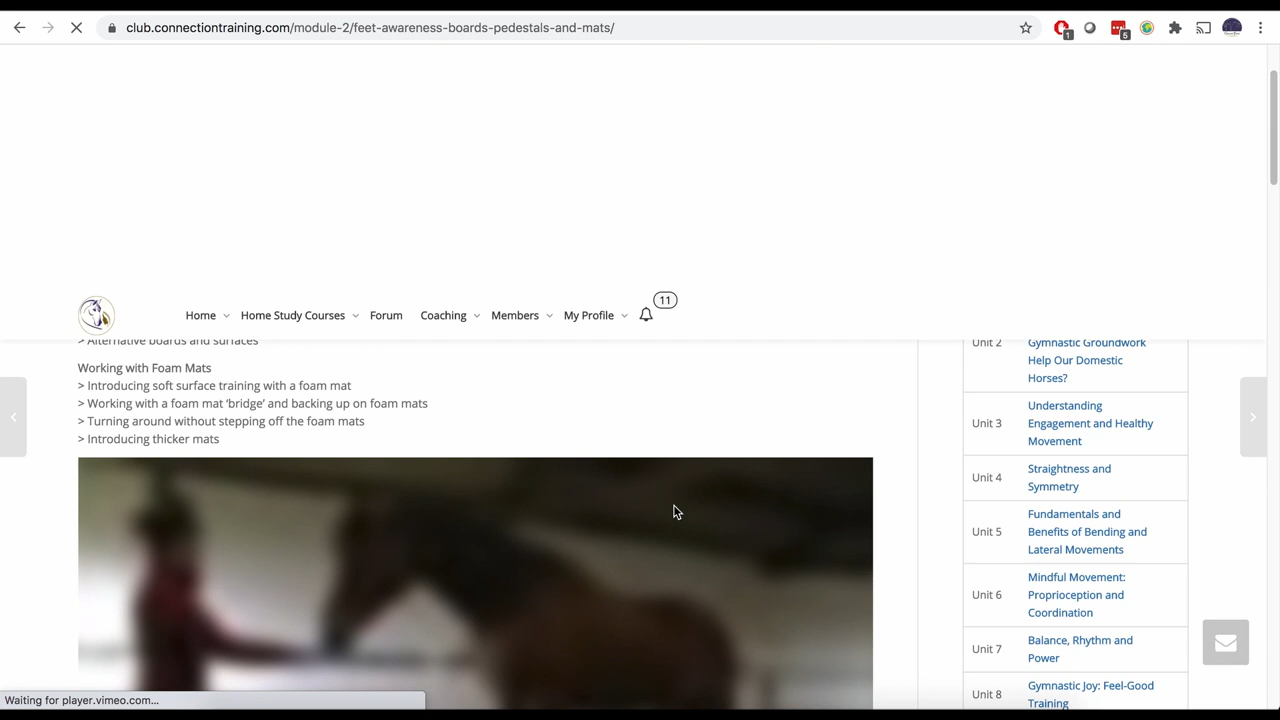 club.connectiontraining.com/module-2/feet-awareness-boards-pedestals-and-mats/
1
5
11
Home
Home Study Courses
Forum
Coaching
Members
My Profile
> Alternative boards and surfaces
Working with Foam Mats
> Introducing soft surface training with a foam mat
> Working with a foam mat ‘bridge’ and backing up on foam mats
> Turning around without stepping off the foam mats
> Introducing thicker mats
Unit 2
Gymnastic Groundwork
Help Our Domestic
Horses?
Unit 3
Understanding
Engagement and Healthy
Movement
Unit 4
Straightness and
Symmetry
Unit 5
Fundamentals and
Benefits of Bending and
Lateral Movements
Unit 6
Mindful Movement:
Proprioception and
Coordination
Unit 7
Balance, Rhythm and
Power
Unit 8
Gymnastic Joy: Feel-Good
Training
Waiting for player.vimeo.com...